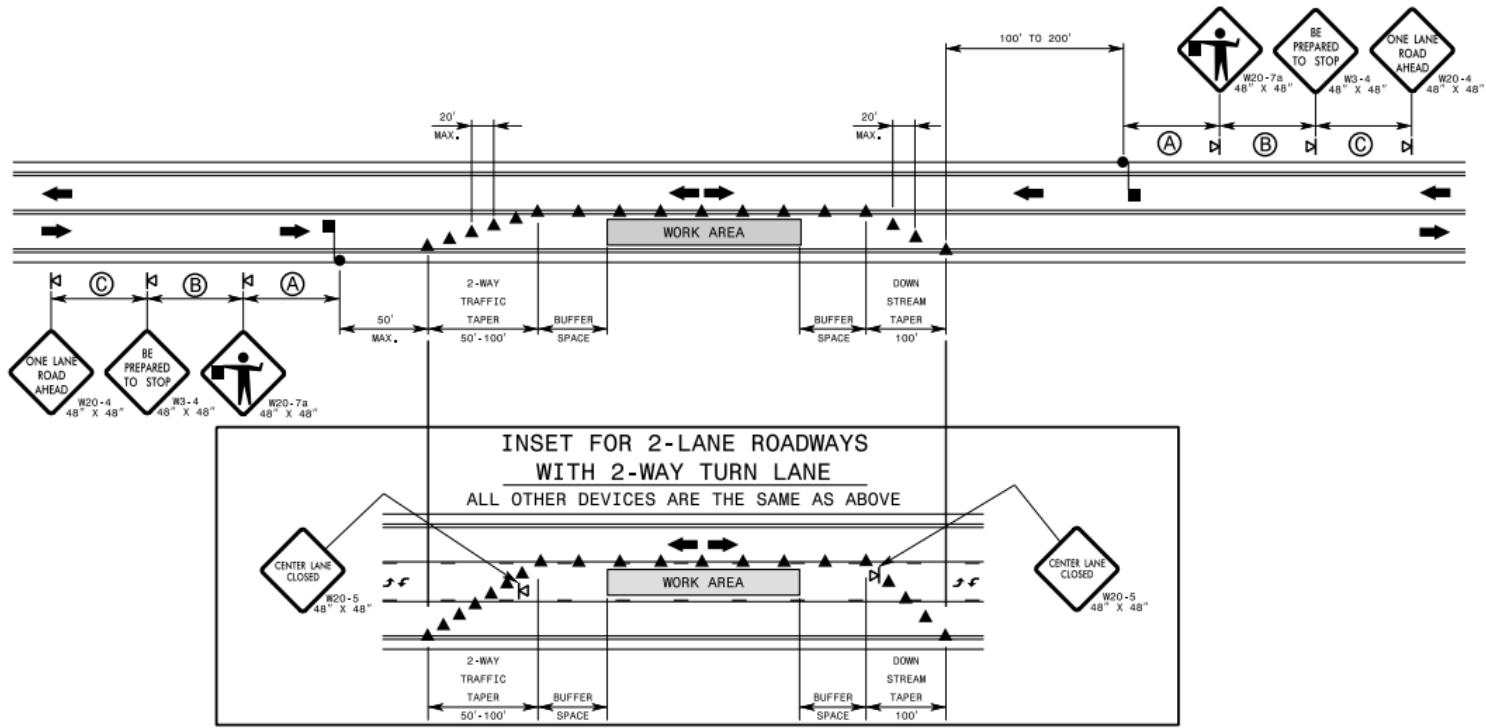 100' TO 200'
W20-7a
48" X 48"
BE
PREPARED
TO STOP
W3-4
48" X 48"
ONE LANE
ROAD
AHEAD
W20-4
48" X 48"
20'
MAX.
20'
MAX.
A
B
C
WORK AREA
C
B
A
50'
MAX.
2-WAY
TRAFFIC
TAPER
50'-100'
BUFFER
SPACE
BUFFER
SPACE
DOWN
STREAM
TAPER
100'
ONE LANE
ROAD
AHEAD
W20-4
48" X 48"
BE
PREPARED
TO STOP
W3-4
48" X 48"
W20-7a
48" X 48"
INSET FOR 2-LANE ROADWAYS
WITH 2-WAY TURN LANE
ALL OTHER DEVICES ARE THE SAME AS ABOVE
CENTER LANE
CLOSED
W20-5
48" X 48"
WORK AREA
CENTER LANE
CLOSED
W20-5
48" X 48"
2-WAY
TRAFFIC
TAPER
50'-100'
BUFFER
SPACE
BUFFER
SPACE
DOWN
STREAM
TAPER
100'